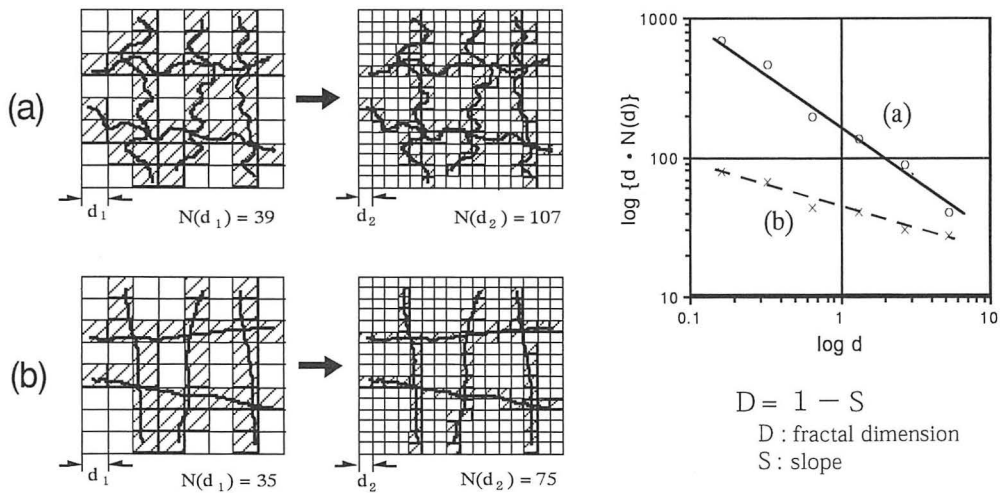 (a)
d₁
N(d₁) = 39
d₂
N(d₂) = 107
(b)
d₁
N(d₁) = 35
d₂
N(d₂) = 75
log {d • N(d)}
1000
100
10
(a)
(b)
0.1
1
10
log d
D = 1 − S
D : fractal dimension
S : slope